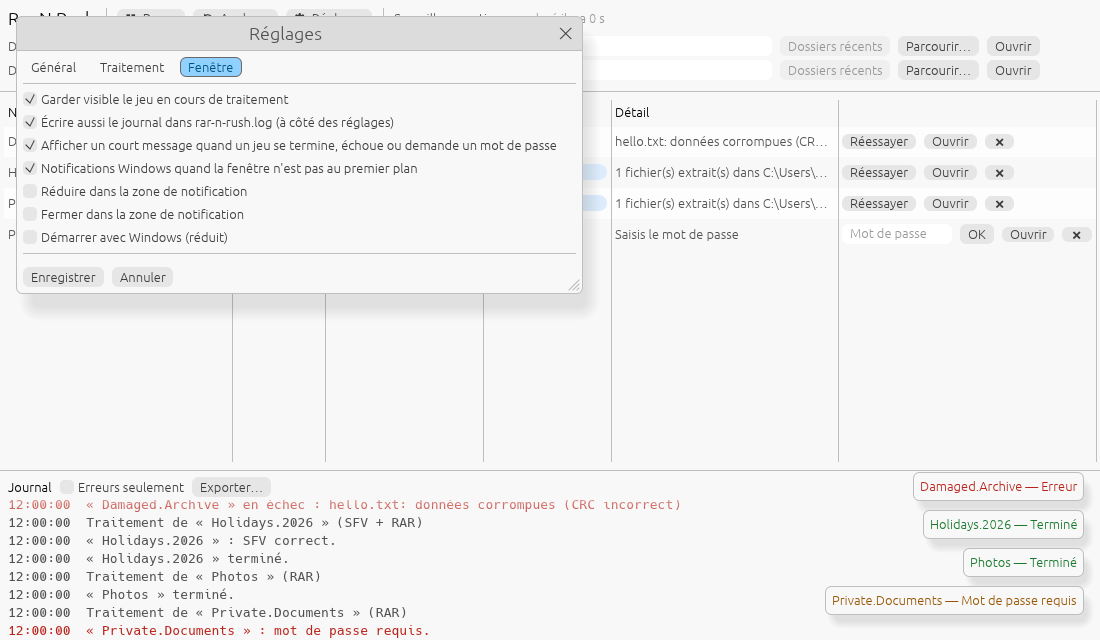 Réglages
Général Traitement Fenêtre
Garder visible le jeu en cours de traitement
Écrire aussi le journal dans rar-n-rush.log (à côté des réglages)
Afficher un court message quand un jeu se termine, échoue ou demande un mot de passe
Notifications Windows quand la fenêtre n'est pas au premier plan
Réduire dans la zone de notification
Fermer dans la zone de notification
Démarrer avec Windows (réduit)
Enregistrer Annuler
a 0 s
Dossiers récents Parcourir... Ouvrir
Dossiers récents Parcourir... Ouvrir
Détail
hello.txt: données corrompues (CR... Réessayer Ouvrir ×
1 fichier(s) extrait(s) dans C:\Users\... Réessayer Ouvrir ×
1 fichier(s) extrait(s) dans C:\Users\... Réessayer Ouvrir ×
Saisis le mot de passe Mot de passe OK Ouvrir ×
Journal Erreurs seulement Exporter...
12:00:00 « Damaged.Archive » en échec : hello.txt: données corrompues (CRC incorrect)
12:00:00 Traitement de « Holidays.2026 » (SFV + RAR)
12:00:00 « Holidays.2026 » : SFV correct.
12:00:00 « Holidays.2026 » terminé.
12:00:00 Traitement de « Photos » (RAR)
12:00:00 « Photos » terminé.
12:00:00 Traitement de « Private.Documents » (RAR)
12:00:00 « Private.Documents » : mot de passe requis.
Damaged.Archive — Erreur
Holidays.2026 — Terminé
Photos — Terminé
Private.Documents — Mot de passe requis